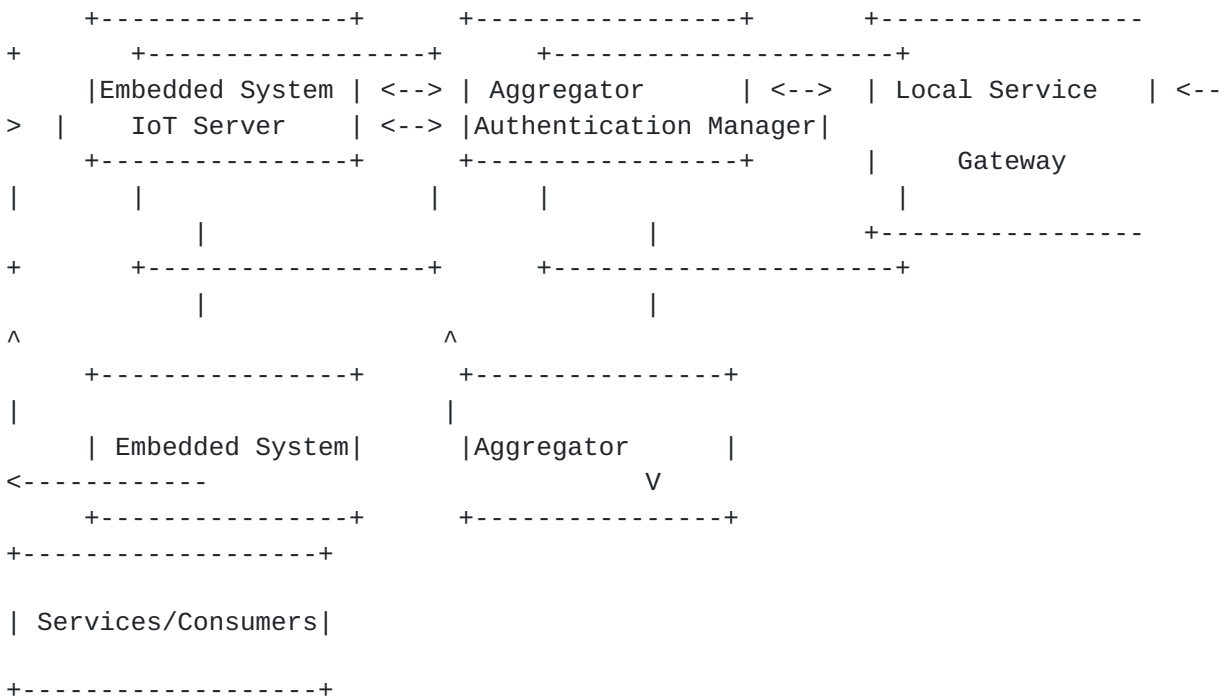 +----------------+ +-----------------+ +-----------------
+ +------------------+ +----------------------+
|Embedded System | <--> | Aggregator | <--> | Local Service | <--
> | IoT Server | <--> |Authentication Manager|
+----------------+ +-----------------+ | Gateway
| | | | |
| | +-----------------
+ +------------------+ +----------------------+
| |
^ ^
+----------------+ +----------------+
| |
| Embedded System| |Aggregator |
<------------ V
+----------------+ +----------------+
+-------------------+
| Services/Consumers|
+-------------------+